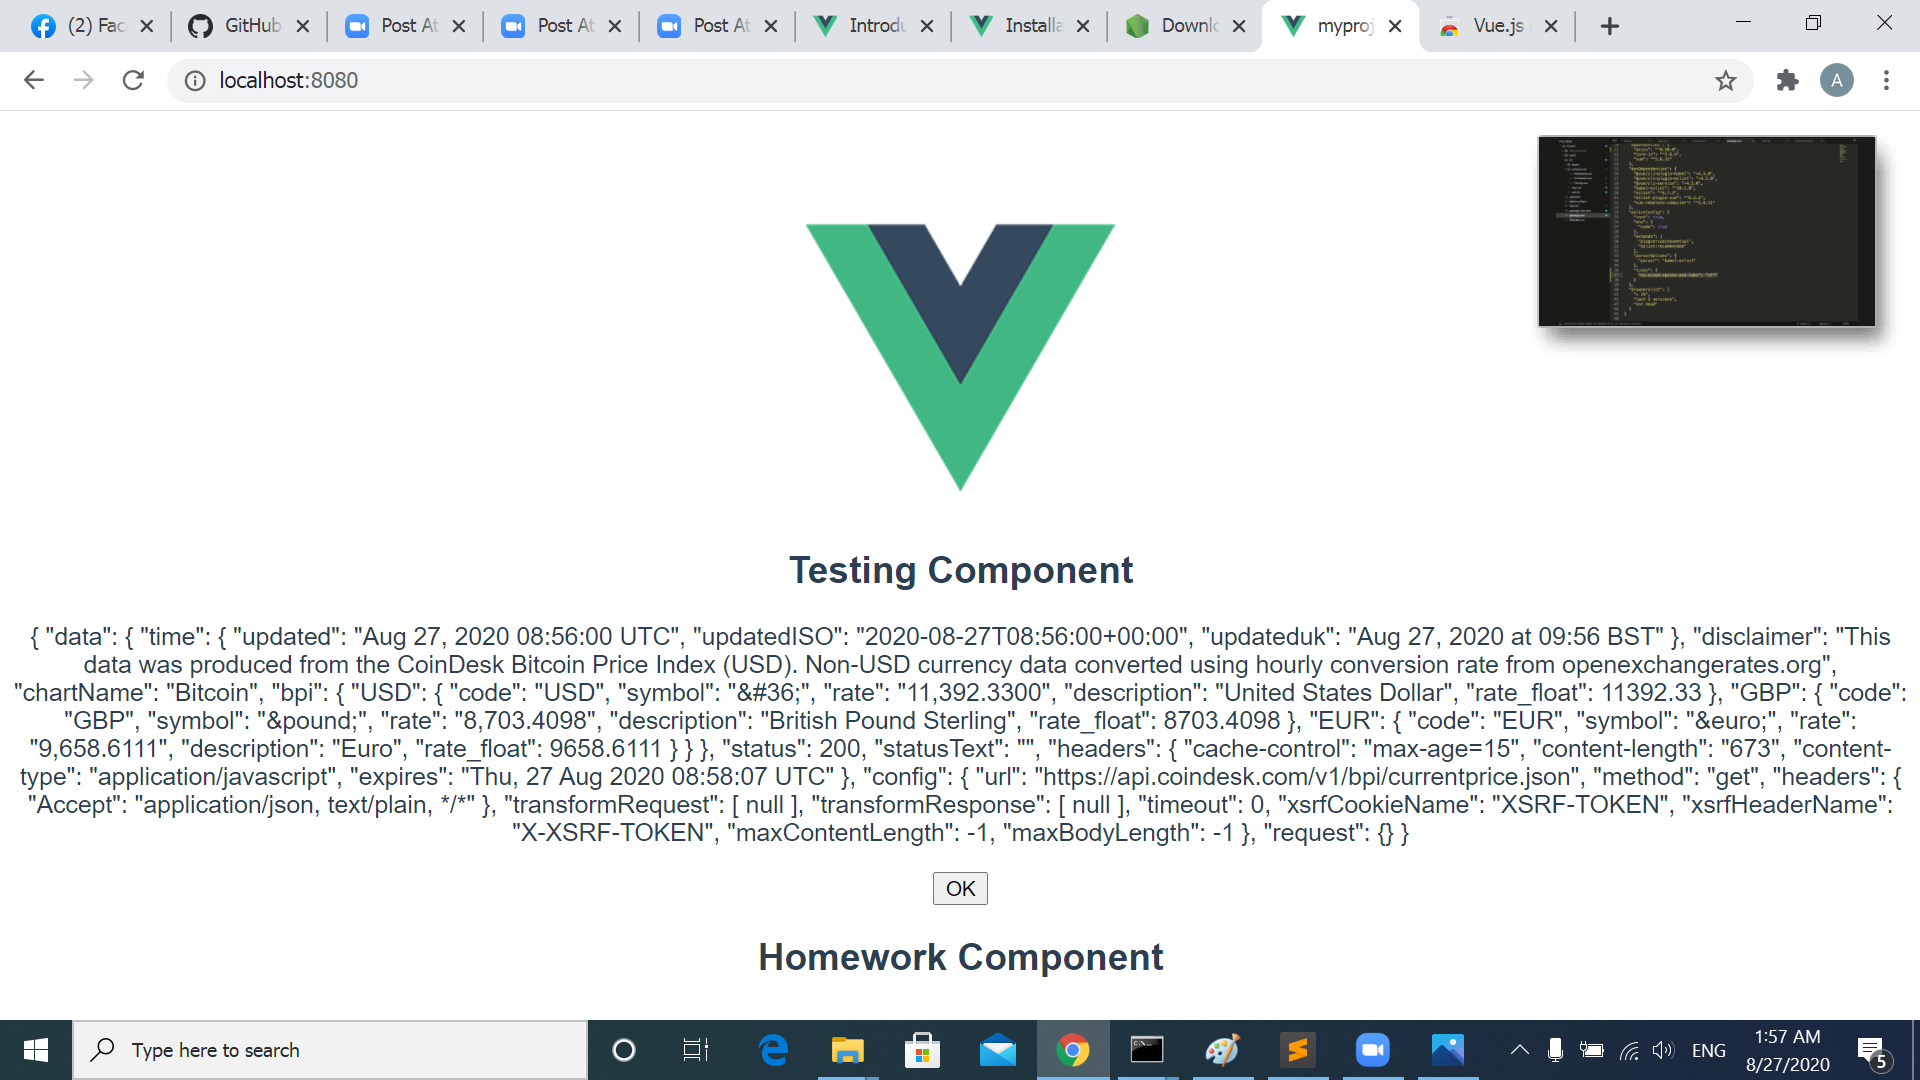 (2) Fac
GitHub
Post At
Post At
Post At
Introdu
Installa
Downlo
myproj
Vue.js
localhost:8080
A
Testing Component
{ "data": { "time": { "updated": "Aug 27, 2020 08:56:00 UTC", "updatedISO": "2020-08-27T08:56:00+00:00", "updateduk": "Aug 27, 2020 at 09:56 BST" }, "disclaimer": "This
data was produced from the CoinDesk Bitcoin Price Index (USD). Non-USD currency data converted using hourly conversion rate from openexchangerates.org",
"chartName": "Bitcoin", "bpi": { "USD": { "code": "USD", "symbol": "&#36;", "rate": "11,392.3300", "description": "United States Dollar", "rate_float": 11392.33 }, "GBP": { "code":
"GBP", "symbol": "&pound;", "rate": "8,703.4098", "description": "British Pound Sterling", "rate_float": 8703.4098 }, "EUR": { "code": "EUR", "symbol": "&euro;", "rate":
"9,658.6111", "description": "Euro", "rate_float": 9658.6111 } } }, "status": 200, "statusText": "", "headers": { "cache-control": "max-age=15", "content-length": "673", "content-
type": "application/javascript", "expires": "Thu, 27 Aug 2020 08:58:07 UTC" }, "config": { "url": "https://api.coindesk.com/v1/bpi/currentprice.json", "method": "get", "headers": {
"Accept": "application/json, text/plain, */*" }, "transformRequest": [ null ], "transformResponse": [ null ], "timeout": 0, "xsrfCookieName": "XSRF-TOKEN", "xsrfHeaderName":
"X-XSRF-TOKEN", "maxContentLength": -1, "maxBodyLength": -1 }, "request": {} }
OK
Homework Component
Type here to search
ENG
1:57 AM
8/27/2020
5